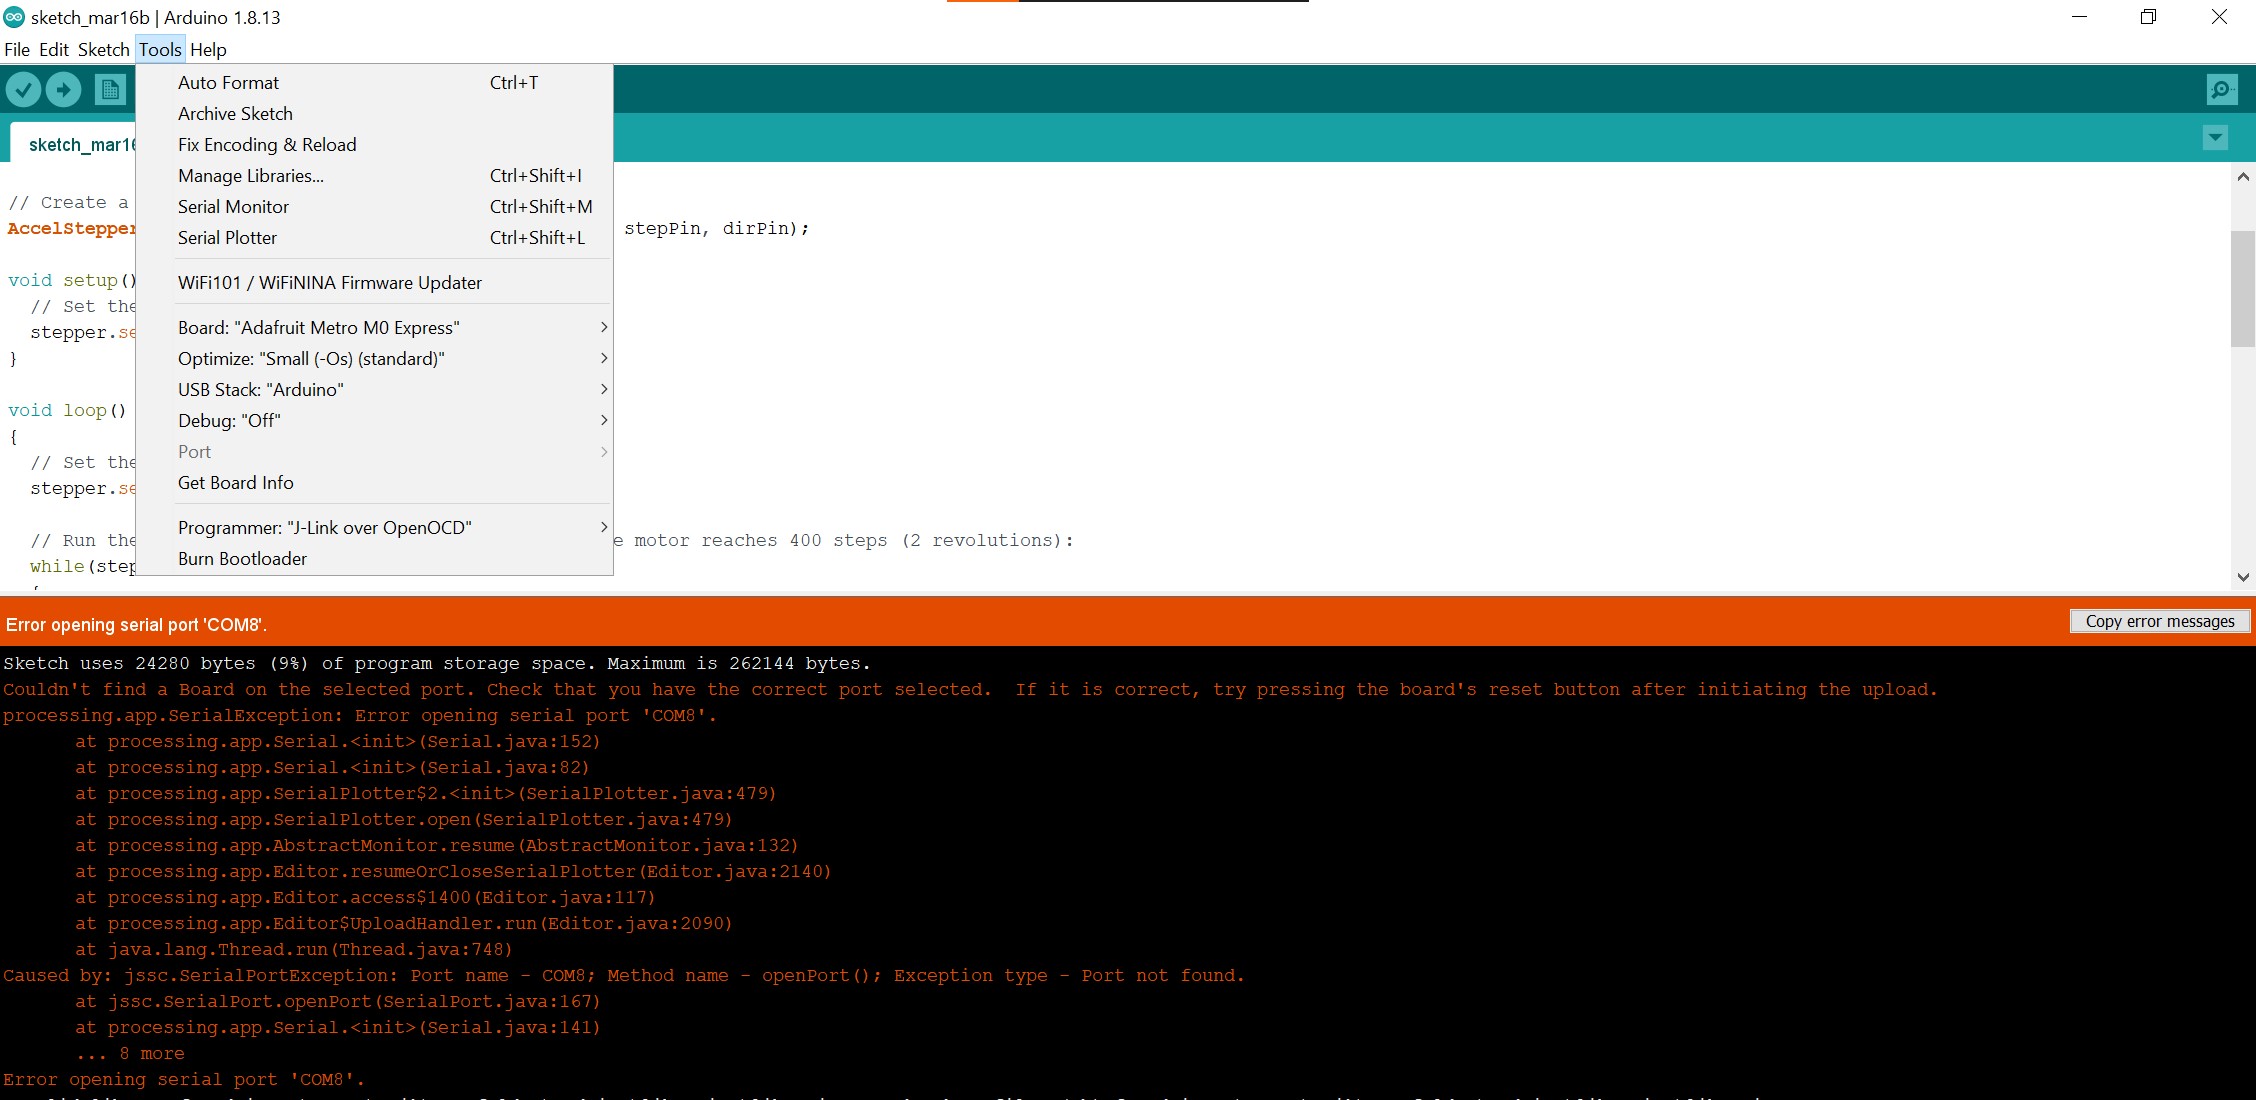 sketch_mar16b | Arduino 1.8.13
File Edit Sketch Tools Help
Auto Format Ctrl+T
Archive Sketch
Fix Encoding & Reload
Manage Libraries... Ctrl+Shift+I
Serial Monitor Ctrl+Shift+M
Serial Plotter Ctrl+Shift+L
WiFi101 / WiFiNINA Firmware Updater
Board: "Adafruit Metro M0 Express"
Optimize: "Small (-Os) (standard)"
USB Stack: "Arduino"
Debug: "Off"
Port
Get Board Info
Programmer: "J-Link over OpenOCD"
Burn Bootloader
sketch_mar16
// Create a
AccelStepper stepPin, dirPin);
void setup()
// Set the
stepper.se
}
void loop()
{
// Set the
stepper.se
// Run the e motor reaches 400 steps (2 revolutions):
while(step
Error opening serial port 'COM8'.
Copy error messages
Sketch uses 24280 bytes (9%) of program storage space. Maximum is 262144 bytes.
Couldn't find a Board on the selected port. Check that you have the correct port selected.  If it is correct, try pressing the board's reset button after initiating the upload.
processing.app.SerialException: Error opening serial port 'COM8'.
at processing.app.Serial.<init>(Serial.java:152)
at processing.app.Serial.<init>(Serial.java:82)
at processing.app.SerialPlotter$2.<init>(SerialPlotter.java:479)
at processing.app.SerialPlotter.open(SerialPlotter.java:479)
at processing.app.AbstractMonitor.resume(AbstractMonitor.java:132)
at processing.app.Editor.resumeOrCloseSerialPlotter(Editor.java:2140)
at processing.app.Editor.access$1400(Editor.java:117)
at processing.app.Editor$UploadHandler.run(Editor.java:2090)
at java.lang.Thread.run(Thread.java:748)
Caused by: jssc.SerialPortException: Port name - COM8; Method name - openPort(); Exception type - Port not found.
at jssc.SerialPort.openPort(SerialPort.java:167)
at processing.app.Serial.<init>(Serial.java:141)
... 8 more
Error opening serial port 'COM8'.